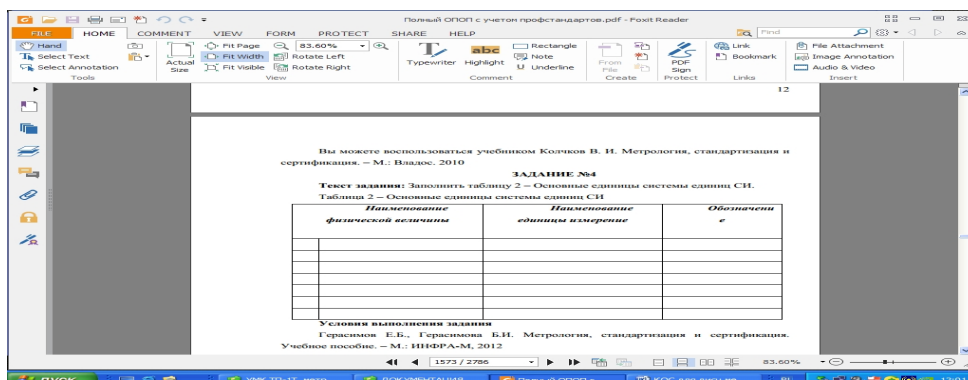 Полный ОПОП с учетом профстандартов.pdf - Foxit Reader
FILE HOME COMMENT VIEW FORM PROTECT SHARE HELP
Find
Hand
Select Text
Select Annotation
Tools
Actual Size
Fit Page
Fit Width
Fit Visible
83.60%
Rotate Left
Rotate Right
View
Typewriter
Highlight
Rectangle
Note
Underline
Comment
From File
Create
PDF Sign
Protect
Link
Bookmark
Links
File Attachment
Image Annotation
Audio & Video
Insert
12
Вы можете воспользоваться учебником Колчков В. И. Метрология, стандартизация и
сертификация. – М.: Владос. 2010
ЗАДАНИЕ №4
Текст задания: Заполнить таблицу 2 – Основные единицы системы единиц СИ.
Таблица 2 – Основные единицы системы единиц СИ
Наименование физической величины
Наименование единицы измерение
Обозначени е
Условия выполнения задания
Герасимов Е.Б., Герасимова Б.И. Метрология, стандартизация и сертификация.
Учебное пособие. – М.: ИНФРА-М, 2012
1573 / 2786
83.60%